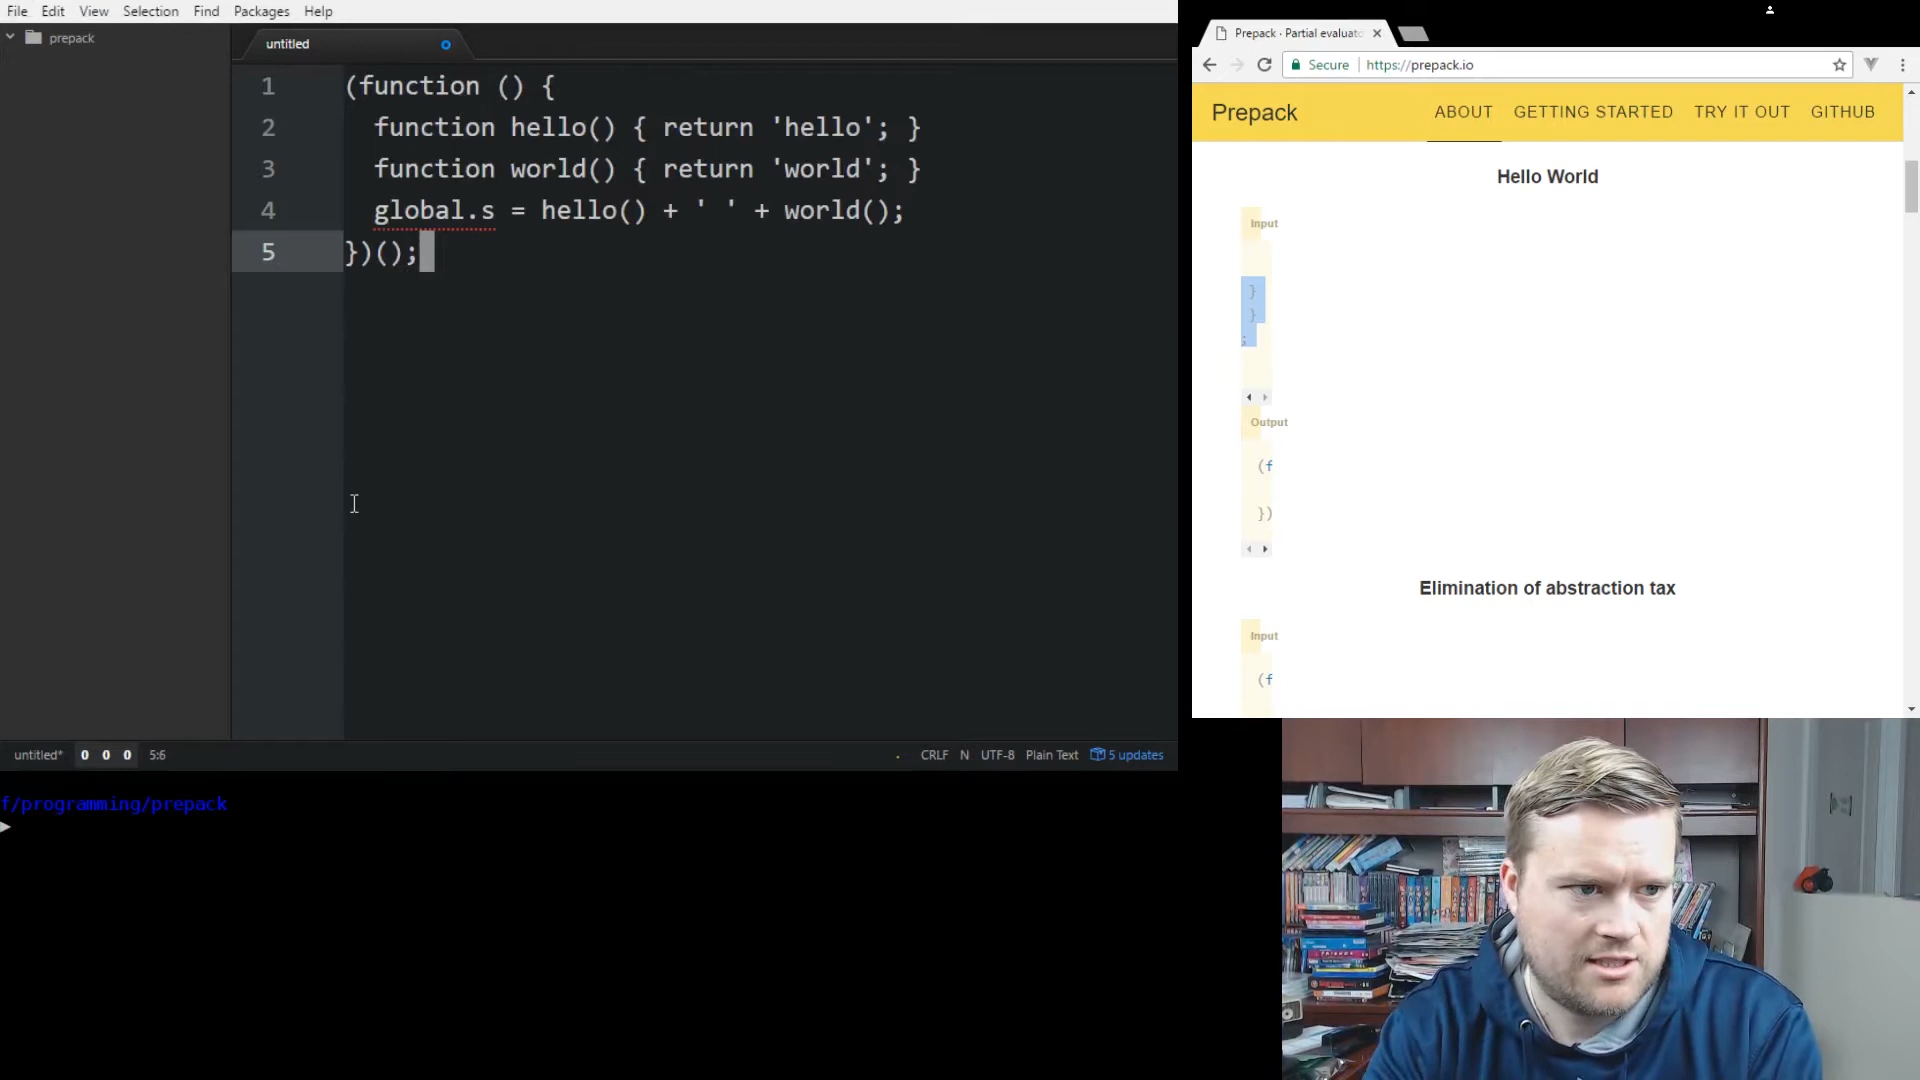 File Edit View Selection Find Packages Help
prepack
untitled
1 (function () {
2 function hello() { return 'hello'; }
3 function world() { return 'world'; }
4 global.s = hello() + ' ' + world();
5 })();
untitled* 0 0 0 5:6 CRLF N UTF-8 Plain Text 5 updates
f/programming/prepack
Prepack · Partial evaluato
Secure https://prepack.io
Prepack ABOUT GETTING STARTED TRY IT OUT GITHUB
Hello World
Input
}
}
;
Output
(f
})
Elimination of abstraction tax
Input
(f